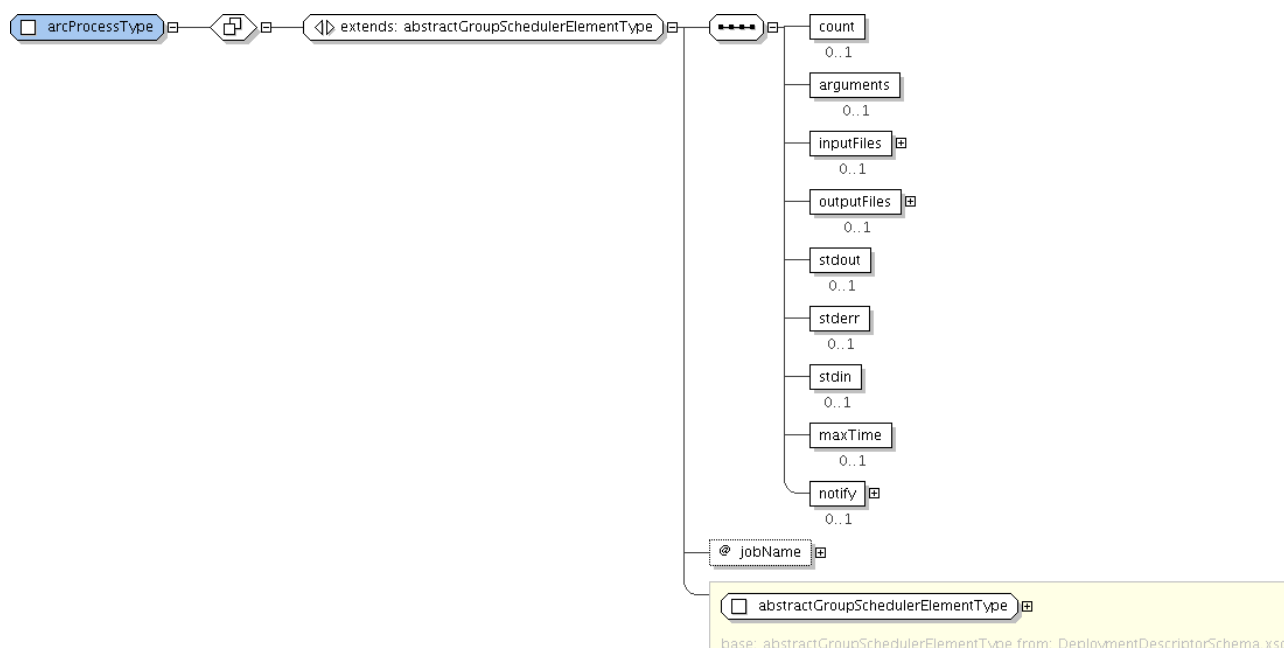 arcProcessType
extends: abstractGroupSchedulerElementType
count
0..1
arguments
0..1
inputFiles
0..1
outputFiles
0..1
stdout
0..1
stderr
0..1
stdin
0..1
maxTime
0..1
notify
0..1
@ jobName
abstractGroupSchedulerElementType
base: abstractGroupSchedulerElementType from: DeploymentDescriptorSchema.xsd